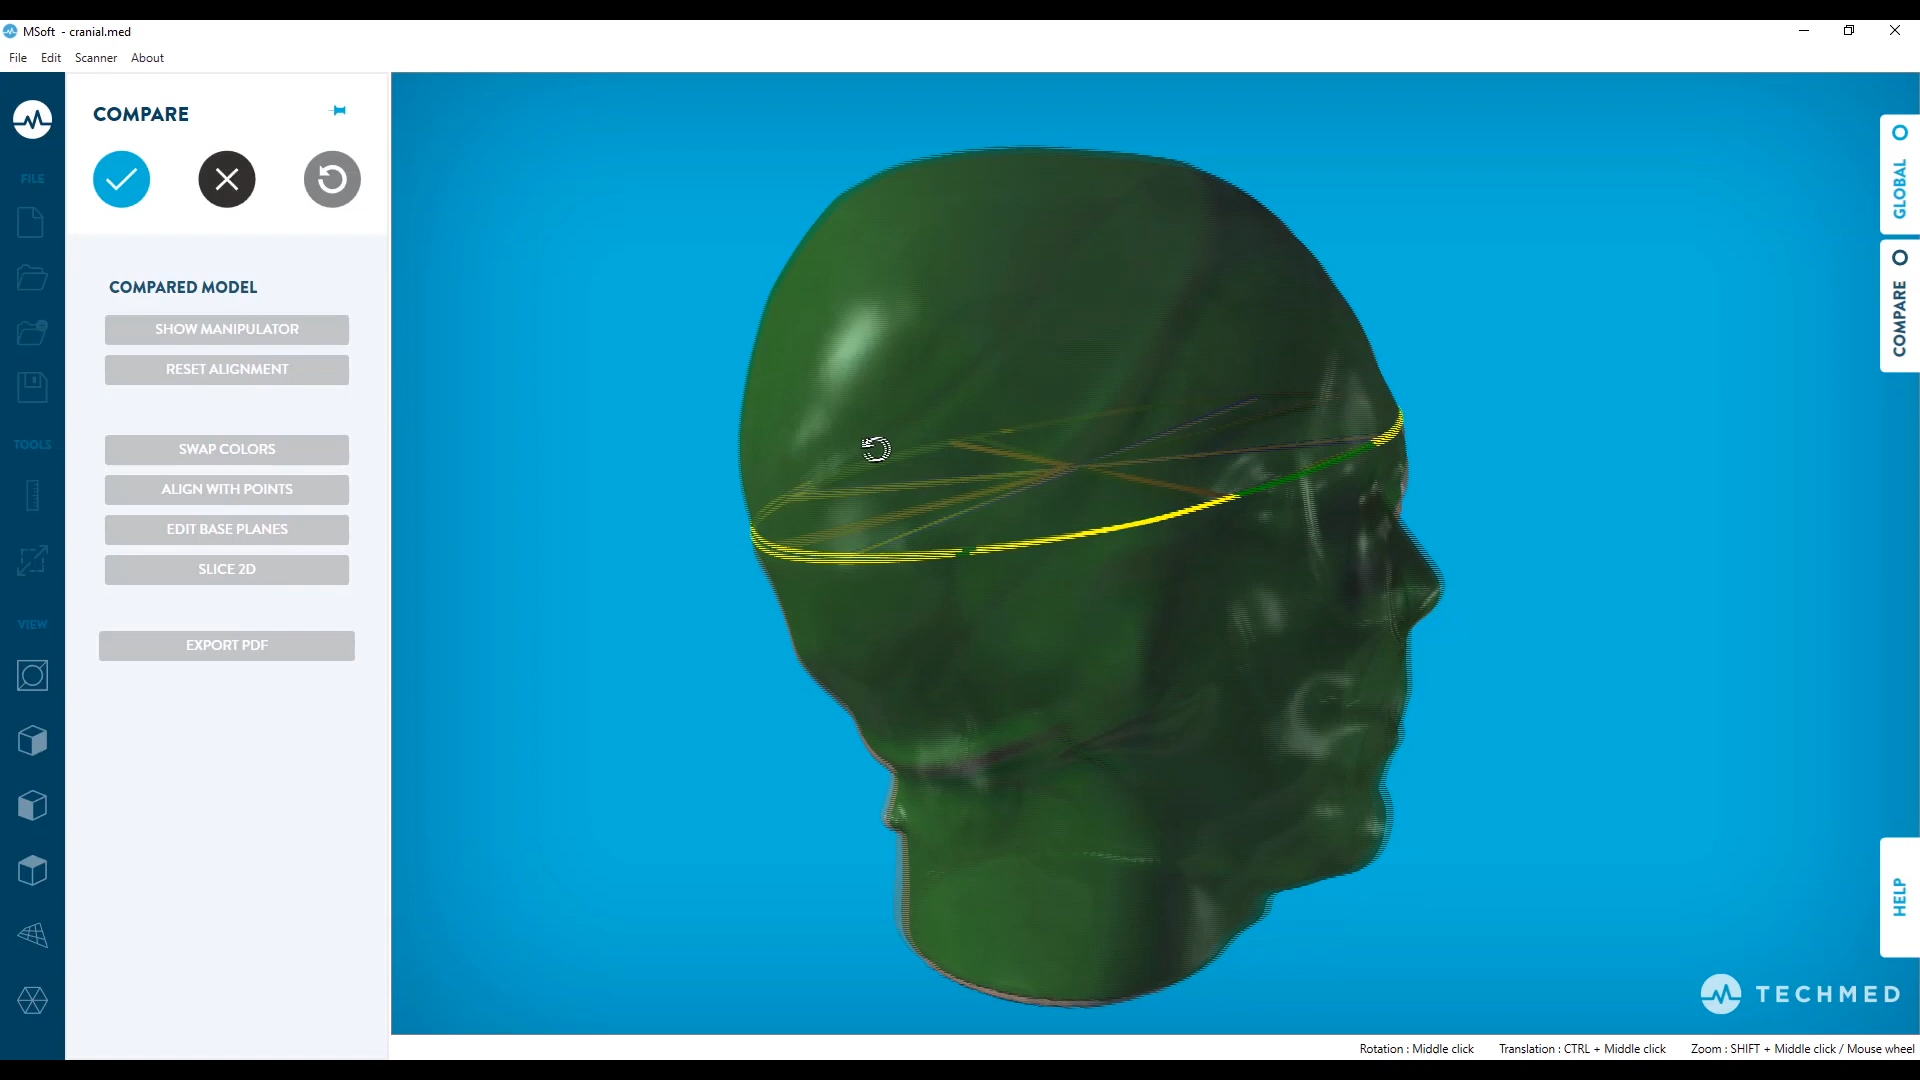 MSoft - cranial.med
File Edit Scanner About
COMPARE
FILE
COMPARED MODEL
SHOW MANIPULATOR
RESET ALIGNMENT
TOOLS
SWAP COLORS
ALIGN WITH POINTS
EDIT BASE PLANES
SLICE 2D
VIEW
EXPORT PDF
GLOBAL
COMPARE
HELP
TECHMED
Rotation : Middle click Translation : CTRL + Middle click Zoom : SHIFT + Middle click / Mouse wheel